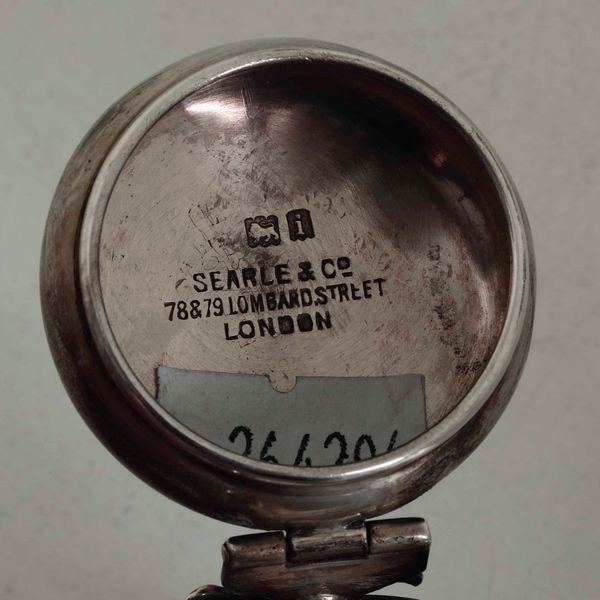 i
SEARLE & Co
78 & 79 LOMBARD. STREET
LONDON